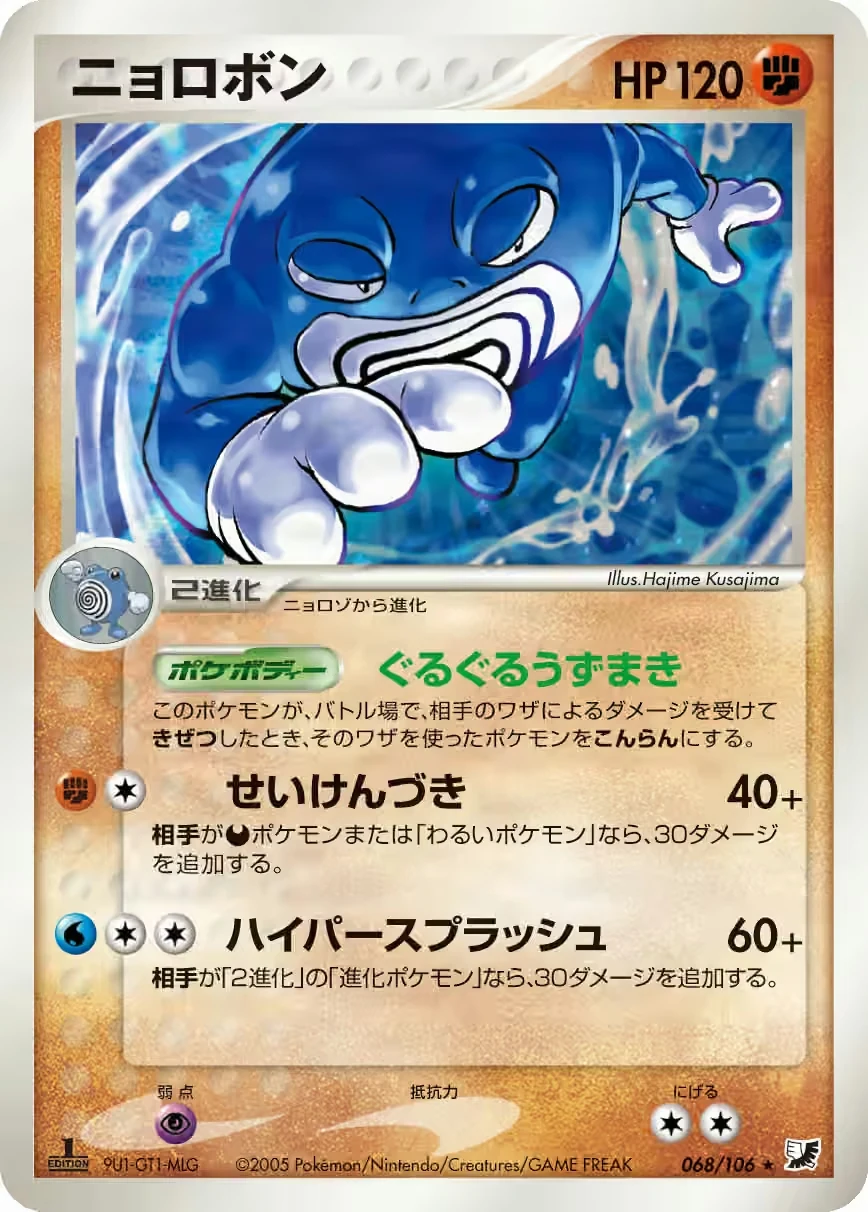 ニョロボン HP 120
Illus.Hajime Kusajima
2進化
ニョロゾから進化
ポケボディー ぐるぐるうずまき
このポケモンが、バトル場で、相手のワザによるダメージを受けて
きぜつしたとき、そのワザを使ったポケモンをこんらんにする。
せいけんづき 40+
相手がポケモンまたは「わるいポケモン」なら、30ダメージ
を追加する。
ハイパースプラッシュ 60+
相手が「2進化」の「進化ポケモン」なら、30ダメージを追加する。
弱点 抵抗力 にげる
1 EDITION 9U1-GT1-MLG ©2005 Pokémon/Nintendo/Creatures/GAME FREAK 068/106 ★